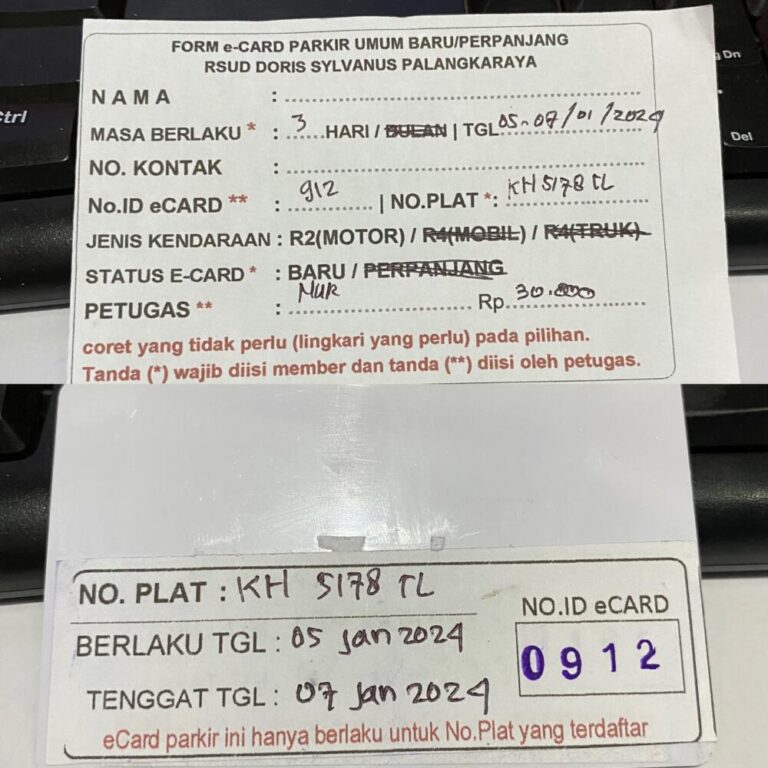 FORM e-CARD PARKIR UMUM BARU/PERPANJANG
RSUD DORIS SYLVANUS PALANGKARAYA
NAMA :
MASA BERLAKU * : 3 HARI / BULAN | TGL 05-07/01/2024
NO. KONTAK :
No.ID eCARD ** : 912 | NO.PLAT *: KH 5178 TL
JENIS KENDARAAN : R2(MOTOR) / R4(MOBIL) / R4(TRUK)
STATUS E-CARD * : BARU / PERPANJANG
PETUGAS ** : MUR Rp. 30.000
coret yang tidak perlu (lingkari yang perlu) pada pilihan.
Tanda (*) wajib diisi member dan tanda (**) diisi oleh petugas.
Ctrl
Dn
Del
NO. PLAT : KH 5178 TL
BERLAKU TGL : 05 Jan 2024
TENGGAT TGL : 07 Jan 2024
NO.ID eCARD
0912
eCard parkir ini hanya berlaku untuk No.Plat yang terdaftar